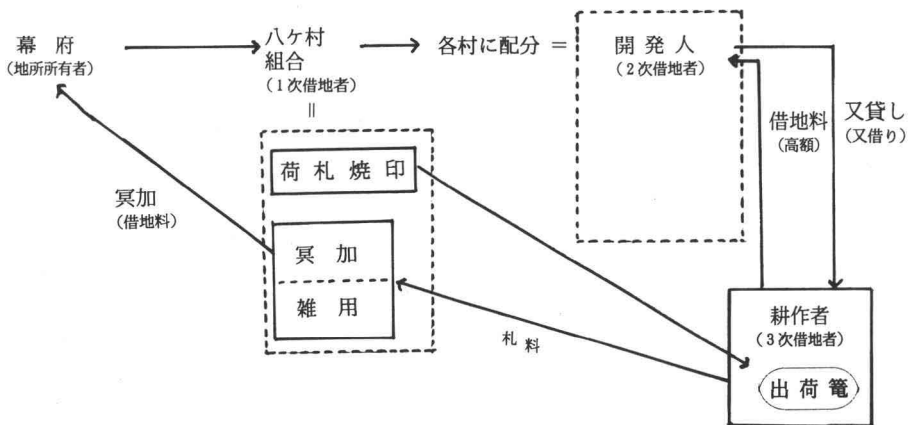 幕府
(地所所有者)
八ケ村
組合
(1次借地者)
=
各村に配分 =
開発人
(2次借地者)
借地料
(高額)
又貸し
(又借り)
荷札焼印
冥加
(借地料)
冥加
雑用
札料
耕作者
(3次借地者)
出荷篭